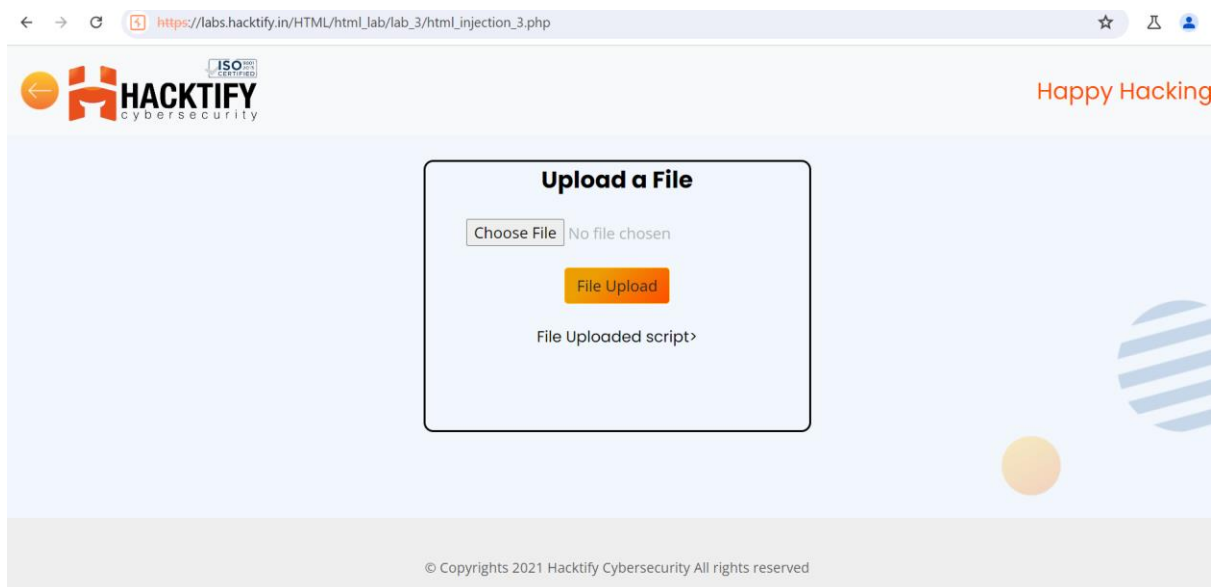 https://labs.hacktify.in/HTML/html_lab/lab_3/html_injection_3.php
ISO
CERTIFIED
HACKTIFY
cybersecurity
Happy Hacking
Upload a File
Choose File No file chosen
File Upload
File Uploaded script>
© Copyrights 2021 Hacktify Cybersecurity All rights reserved